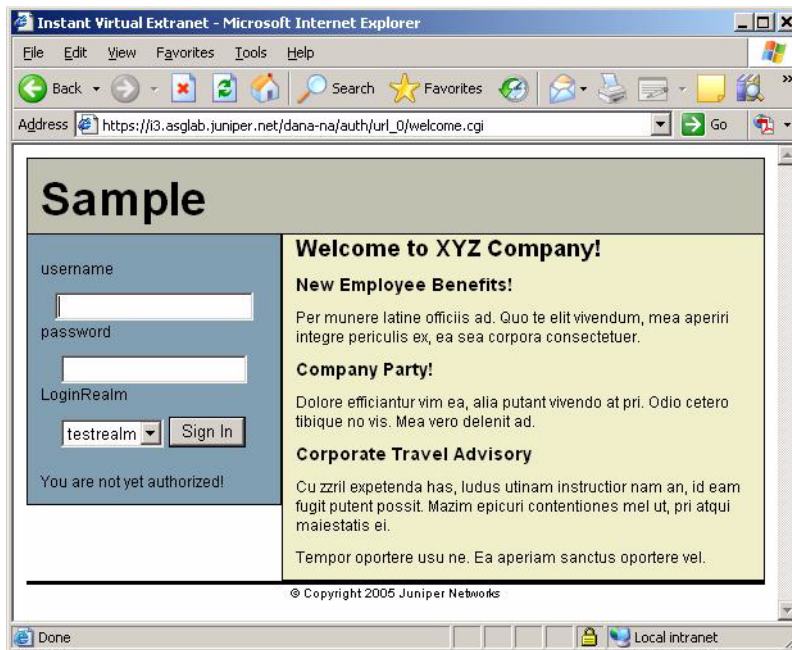 Instant Virtual Extranet - Microsoft Internet Explorer
File Edit View Favorites Tools Help
Back Search Favorites »
Address https://i3.asglab.juniper.net/dana-na/auth/url_0/welcome.cgi Go »
Sample
username
password
LoginRealm
testrealm Sign In
You are not yet authorized!
Welcome to XYZ Company!
New Employee Benefits!
Per munere latine officiis ad. Quo te elit vivendum, mea aperiri
integre periculis ex, ea sea corpora consectetuer.
Company Party!
Dolore efficiantur vim ea, alia putant vivendo at pri. Odio cetero
tibique no vis. Mea vero delenit ad.
Corporate Travel Advisory
Cu zzril expetenda has, ludus utinam instructior nam an, id eam
fugit putent possit. Mazim epicuri contentiones mel ut, pri atqui
maiestatis ei.
Tempor oportere usu ne. Ea aperiam sanctus oportere vel.
© Copyright 2005 Juniper Networks
Done Local intranet